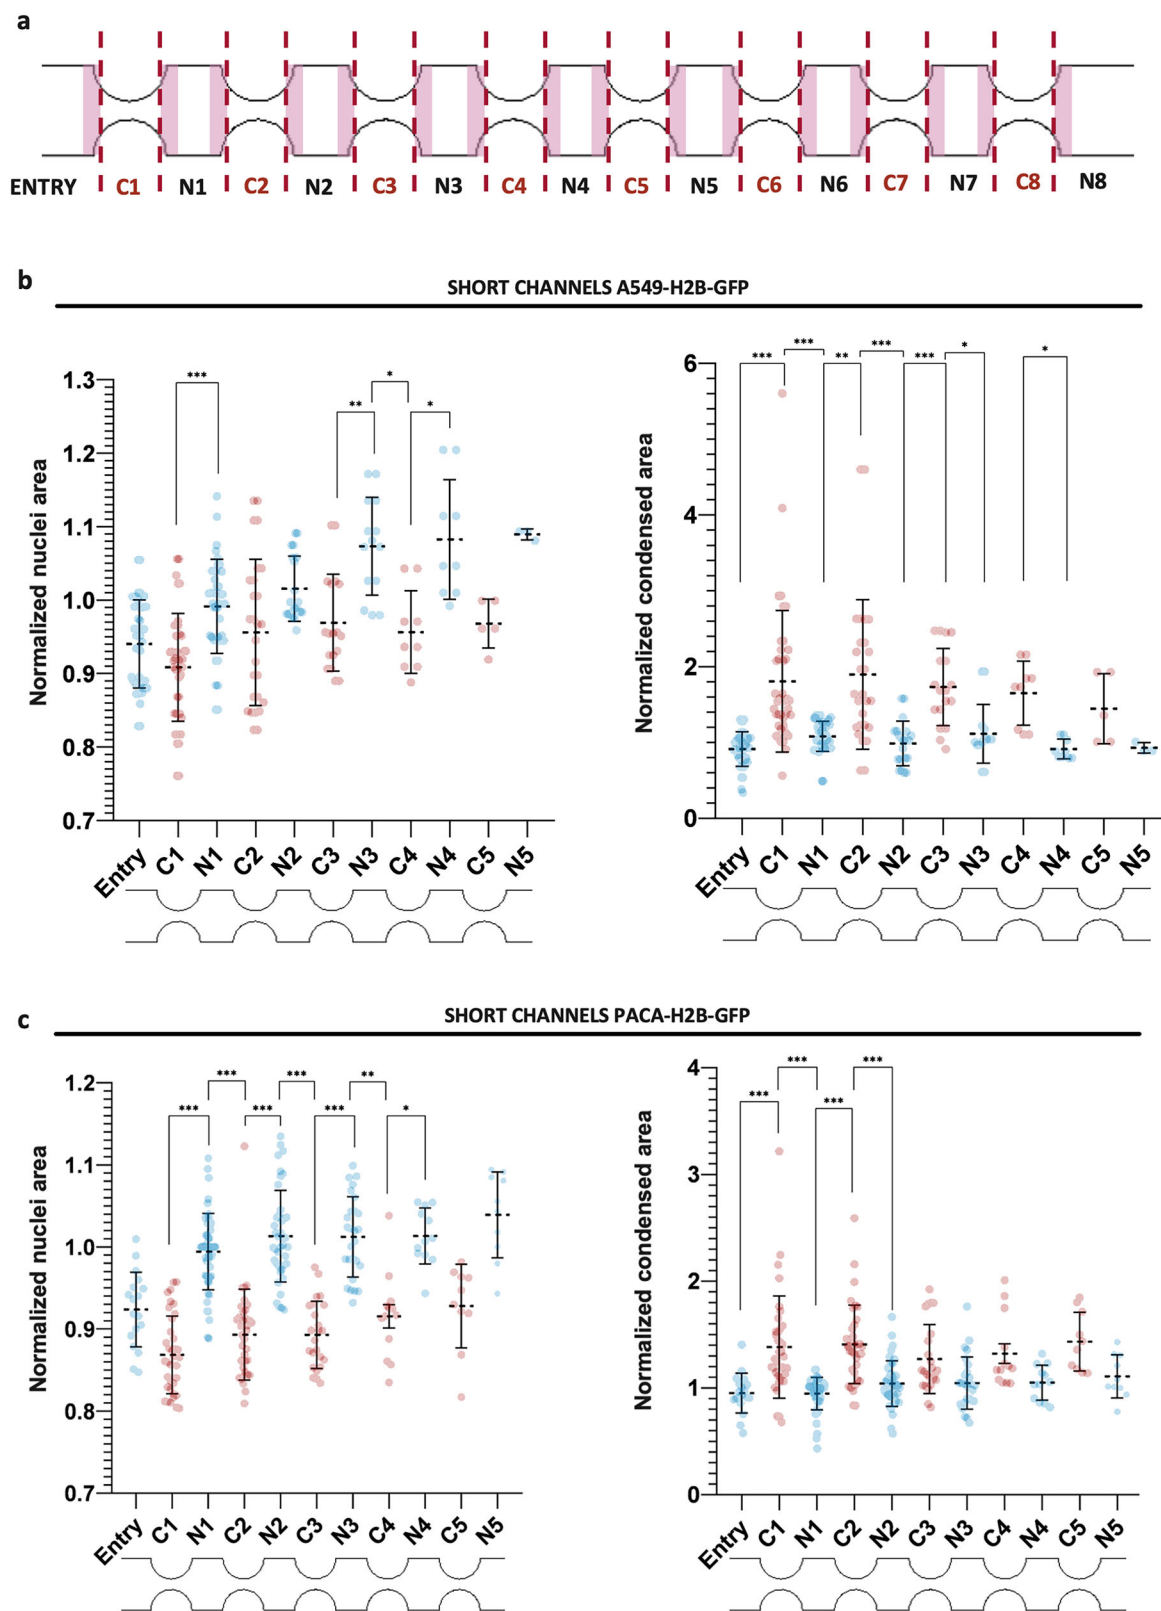 a
ENTRY C1 N1 C2 N2 C3 N3 C4 N4 C5 N5 C6 N6 C7 N7 C8 N8
b
SHORT CHANNELS A549-H2B-GFP
Normalized nuclei area
1.3
1.2
1.1
1.0
0.9
0.8
0.7
*** ** * *
Entry C1 N1 C2 N2 C3 N3 C4 N4 C5 N5
Normalized condensed area
6
4
2
0
*** *** ** *** *** * *
Entry C1 N1 C2 N2 C3 N3 C4 N4 C5 N5
c
SHORT CHANNELS PACA-H2B-GFP
Normalized nuclei area
1.2
1.1
1.0
0.9
0.8
0.7
*** *** *** *** *** ** *
Entry C1 N1 C2 N2 C3 N3 C4 N4 C5 N5
Normalized condensed area
4
3
2
1
0
*** *** *** ***
Entry C1 N1 C2 N2 C3 N3 C4 N4 C5 N5